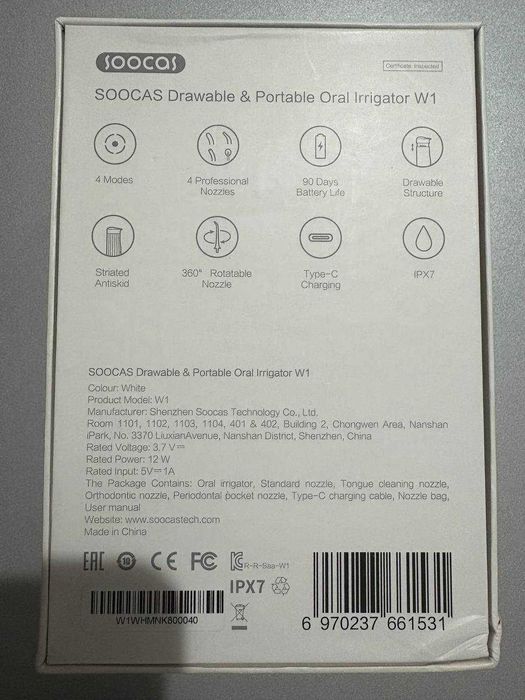 SOOCAS
Certificate Inspected
SOOCAS Drawable & Portable Oral Irrigator W1
4 Modes
4 Professional
Nozzles
90 Days
Battery Life
Drawable
Structure
Striated
Antiskid
360° Rotatable
Nozzle
Type-C
Charging
IPX7
SOOCAS Drawable & Portable Oral Irrigator W1
Colour: White
Product Model: W1
Manufacturer: Shenzhen Soocas Technology Co., Ltd.
Room 1101, 1102, 1103, 1104, 401 & 402, Building 2, Chongwen Area, Nanshan
iPark, No. 3370 LiuxianAvenue, Nanshan District, Shenzhen, China
Rated Voltage: 3.7 V⎓
Rated Power: 12 W
Rated Input: 5V⎓1A
The Package Contains: Oral irrigator, Standard nozzle, Tongue cleaning nozzle,
Orthodontic nozzle, Periodontal pocket nozzle, Type-C charging cable, Nozzle bag,
User manual
Website: www.soocastech.com
Made in China
EAC 10 CE FC R-R-Saa-W1
IPX7
W1WHMNK800040
6 970237 661531